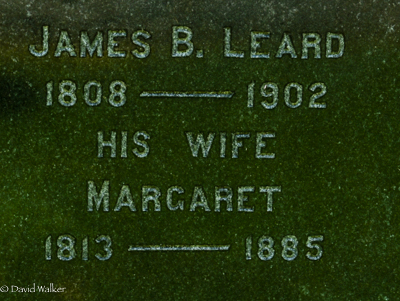 JAMES B. LEARD
1808 — 1902
HIS WIFE
MARGARET
1813 — 1885
© David Walker